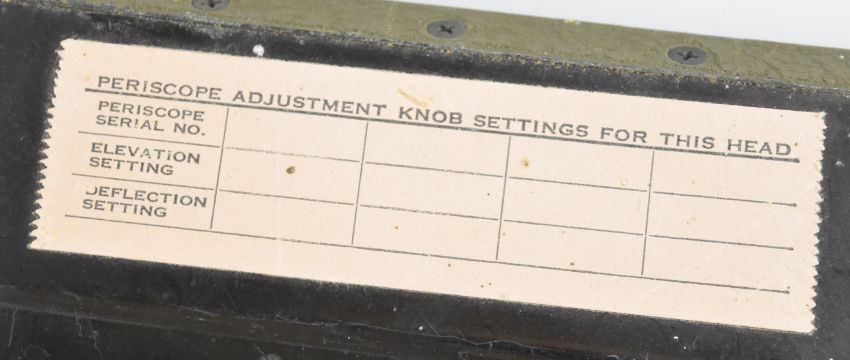 PERISCOPE ADJUSTMENT KNOB SETTINGS FOR THIS HEAD
PERISCOPE
SERIAL NO.
ELEVATION
SETTING
DEFLECTION
SETTING